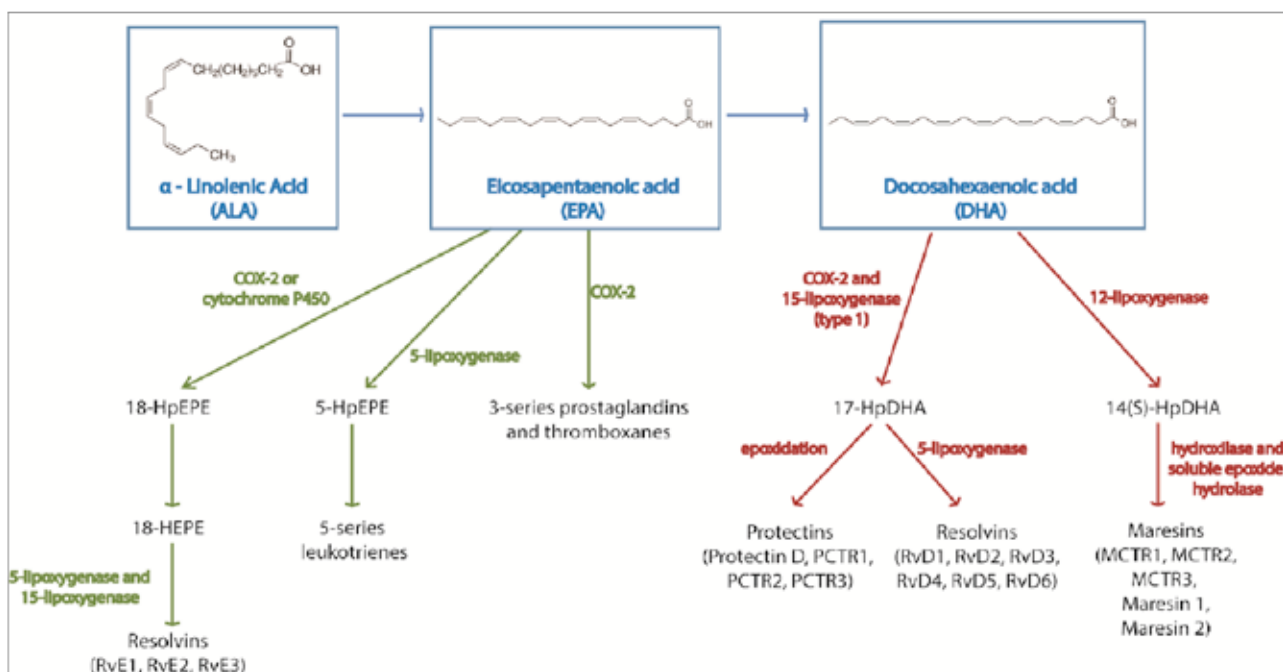 O
CH₂(CH₂)₅CH₂
OH
CH₃
α - Linolenic Acid
(ALA)
O
OH
Eicosapentaenoic acid
(EPA)
O
OH
Docosahexaenoic acid
(DHA)
COX-2 or
cytochrome P450
5-lipoxygenase
COX-2
COX-2 and
15-lipoxygenase
(type 1)
12-lipoxygenase
18-HpEPE
5-HpEPE
3-series prostaglandins
and thromboxanes
17-HpDHA
14(S)-HpDHA
epoxidation
5-lipoxygenase
hydroxilase and
soluble epoxide
hydrolase
18-HEPE
5-series
leukotrienes
Protectins
(Protectin D, PCTR1,
PCTR2, PCTR3)
Resolvins
(RvD1, RvD2, RvD3,
RvD4, RvD5, RvD6)
Maresins
(MCTR1, MCTR2,
MCTR3,
Maresin 1,
Maresin 2)
5-lipoxygenase and
15-lipoxygenase
Resolvins
(RvE1, RvE2, RvE3)